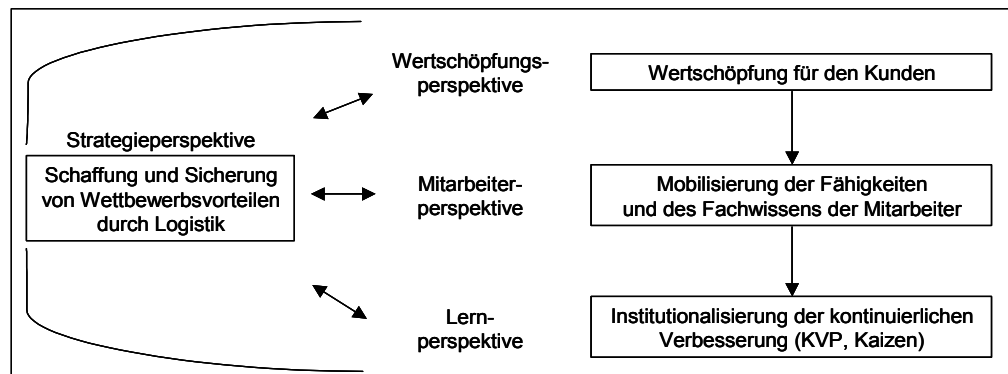 Wertschöpfungs-
perspektive
Wertschöpfung für den Kunden
Strategieperspektive
Schaffung und Sicherung
von Wettbewerbsvorteilen
durch Logistik
Mitarbeiter-
perspektive
Mobilisierung der Fähigkeiten
und des Fachwissens der Mitarbeiter
Lern-
perspektive
Institutionalisierung der kontinuierlichen
Verbesserung (KVP, Kaizen)